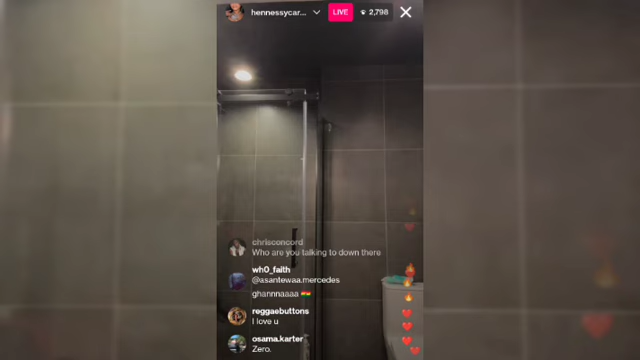 hennessycar...
LIVE
2,798
chrisconcord
Who are you talking to down there
wh0_faith
@asantewaa.mercedes
ghannnaaaa 🇬🇭
reggaebuttons
I love u
osama.karter
Zero.